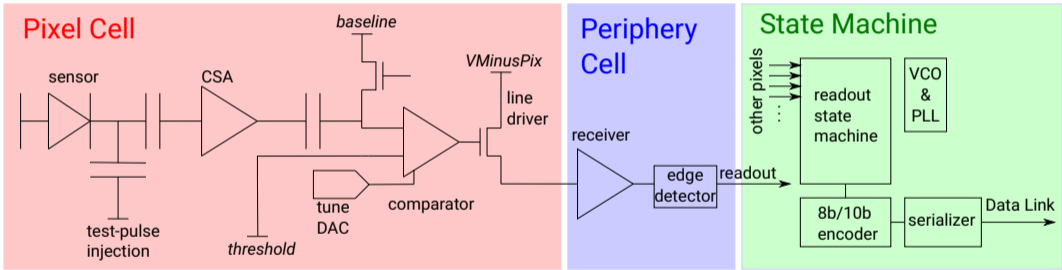 Pixel Cell
baseline
sensor
CSA
VMinusPix
line
driver
test-pulse
injection
threshold
tune
DAC
comparator
Periphery
Cell
receiver
edge
detector
readout
State Machine
other pixels
...
readout
state
machine
VCO
&
PLL
8b/10b
encoder
serializer
Data Link